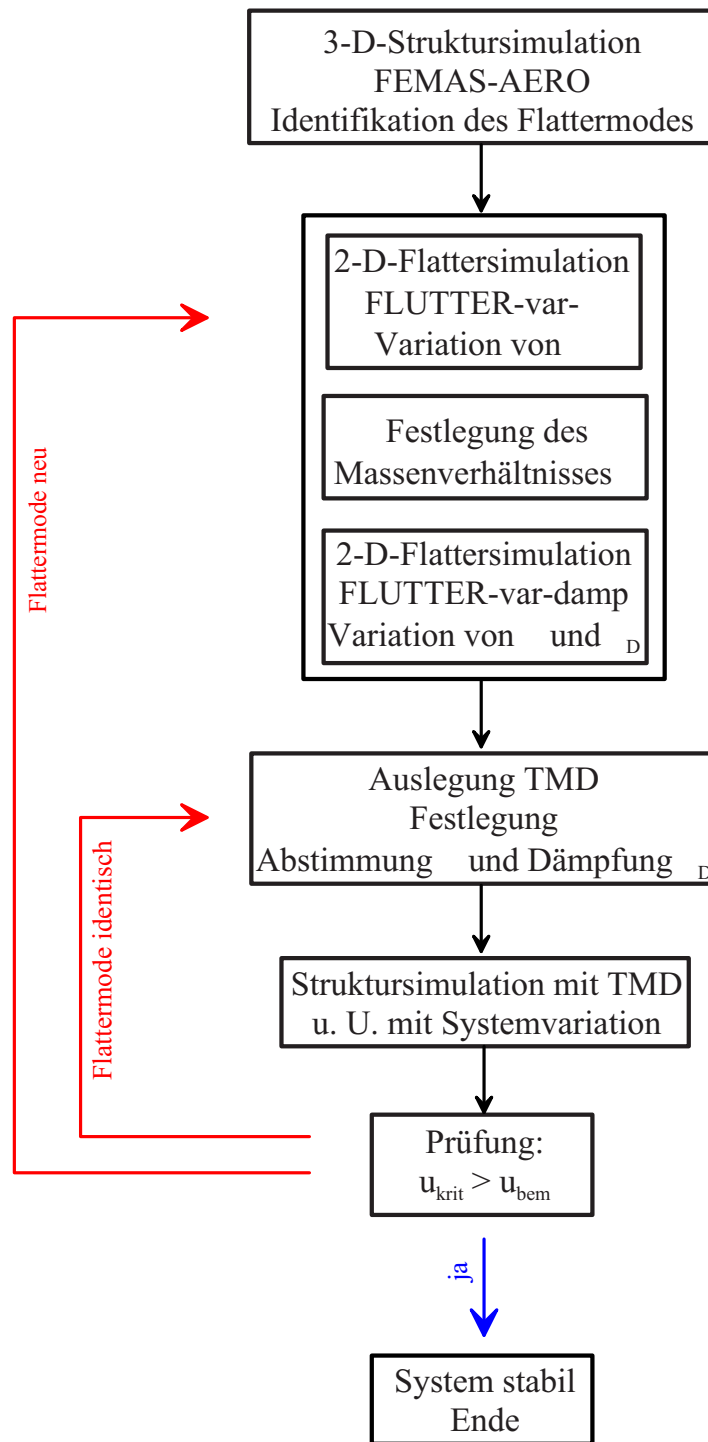 3-D-Struktursimulation
FEMAS-AERO
Identifikation des Flattermodes
2-D-Flattersimulation
FLUTTER-var-
Variation von
Festlegung des
Massenverhältnisses
2-D-Flattersimulation
FLUTTER-var-damp
Variation von und D
Flattermode neu
Auslegung TMD
Festlegung
Abstimmung und Dämpfung D
Flattermode identisch
Struktursimulation mit TMD
u. U. mit Systemvariation
Prüfung:
u_krit > u_bem
ja
System stabil
Ende